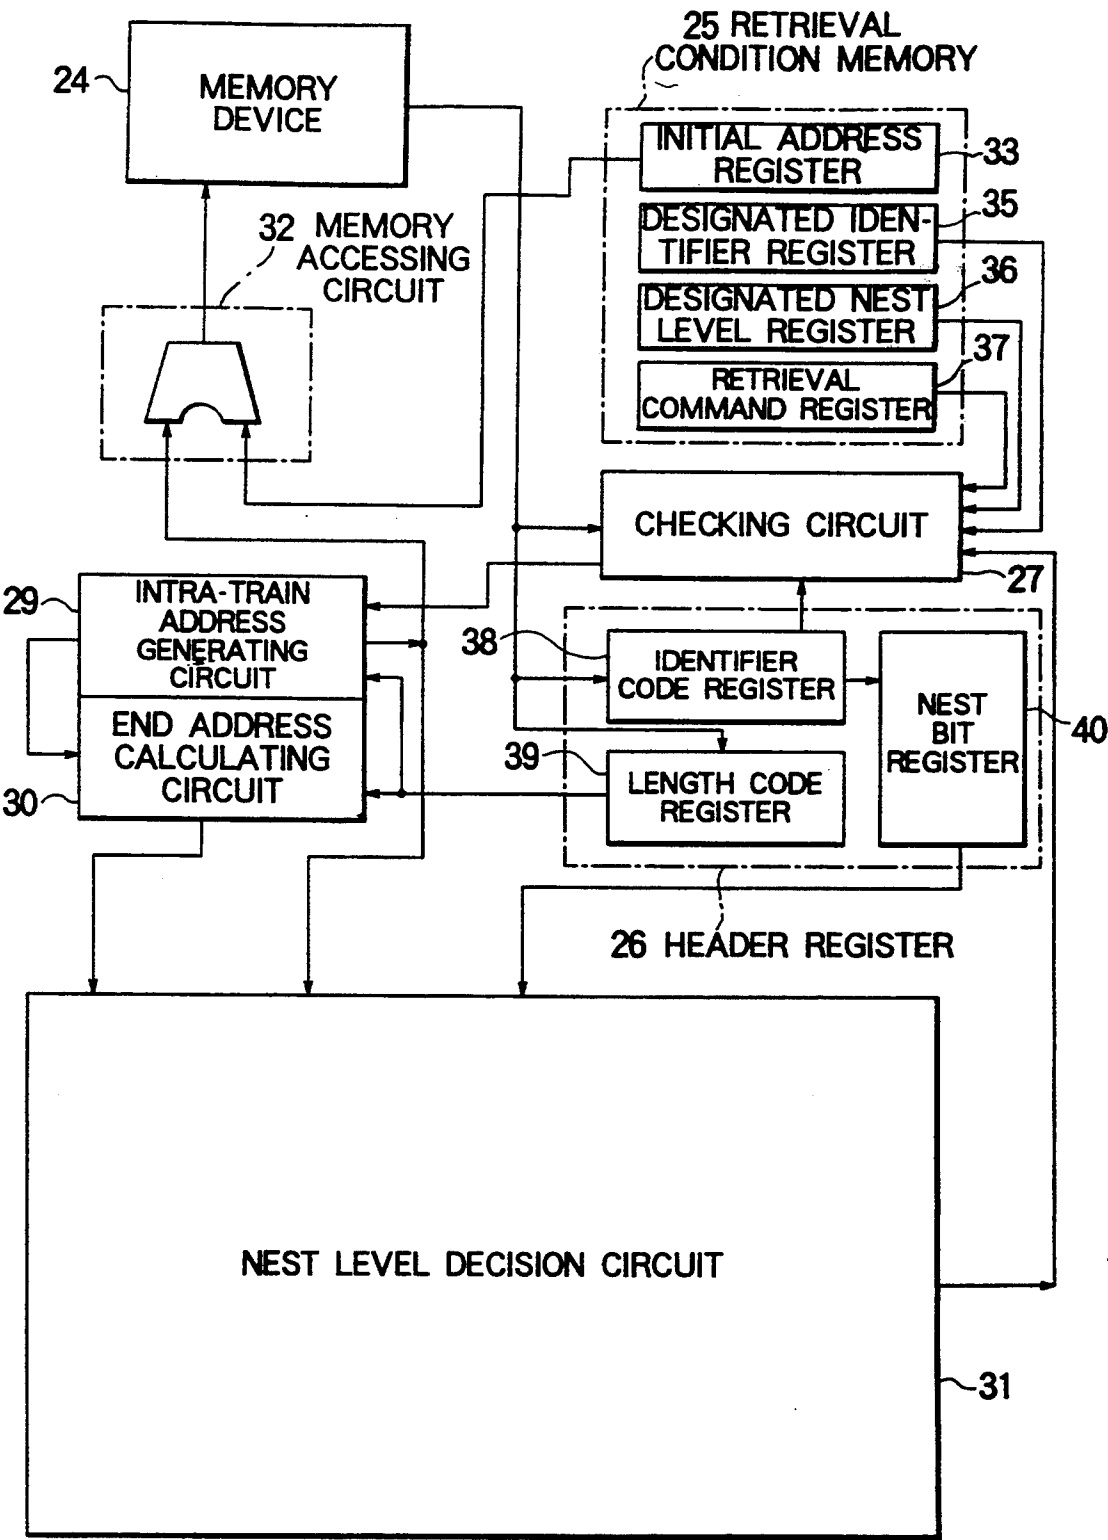 25 RETRIEVAL
CONDITION MEMORY
24
MEMORY
DEVICE
INITIAL ADDRESS
REGISTER
33
DESIGNATED IDEN-
TIFIER REGISTER
35
32 MEMORY
ACCESSING
CIRCUIT
DESIGNATED NEST
LEVEL REGISTER
36
RETRIEVAL
COMMAND REGISTER
37
CHECKING CIRCUIT
27
29
INTRA-TRAIN
ADDRESS
GENERATING
CIRCUIT
38
IDENTIFIER
CODE REGISTER
NEST
BIT
REGISTER
40
END ADDRESS
CALCULATING
CIRCUIT
30
39
LENGTH CODE
REGISTER
26 HEADER REGISTER
NEST LEVEL DECISION CIRCUIT
31